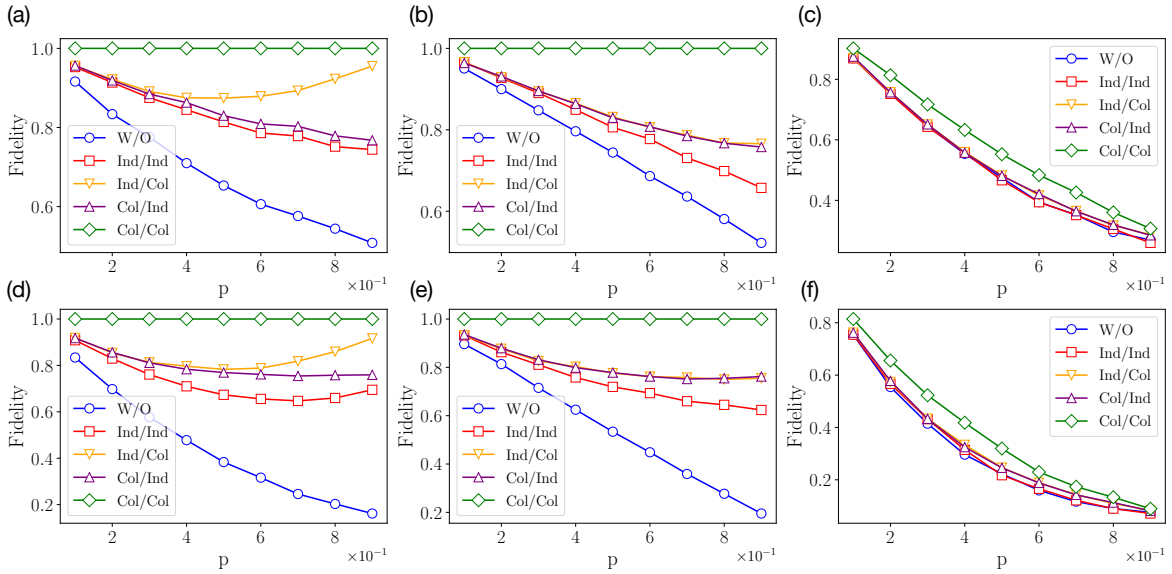 (a)
Fidelity
1.0
0.8
0.6
W/O
Ind/Ind
Ind/Col
Col/Ind
Col/Col
2 4 6 8
×10⁻¹
p
(b)
Fidelity
1.0
0.8
0.6
W/O
Ind/Ind
Ind/Col
Col/Ind
Col/Col
2 4 6 8
×10⁻¹
p
(c)
Fidelity
0.8
0.6
0.4
W/O
Ind/Ind
Ind/Col
Col/Ind
Col/Col
2 4 6 8
×10⁻¹
p
(d)
Fidelity
1.0
0.8
0.6
0.4
0.2
W/O
Ind/Ind
Ind/Col
Col/Ind
Col/Col
2 4 6 8
×10⁻¹
p
(e)
Fidelity
1.0
0.8
0.6
0.4
0.2
W/O
Ind/Ind
Ind/Col
Col/Ind
Col/Col
2 4 6 8
×10⁻¹
p
(f)
Fidelity
0.8
0.6
0.4
0.2
W/O
Ind/Ind
Ind/Col
Col/Ind
Col/Col
2 4 6 8
×10⁻¹
p